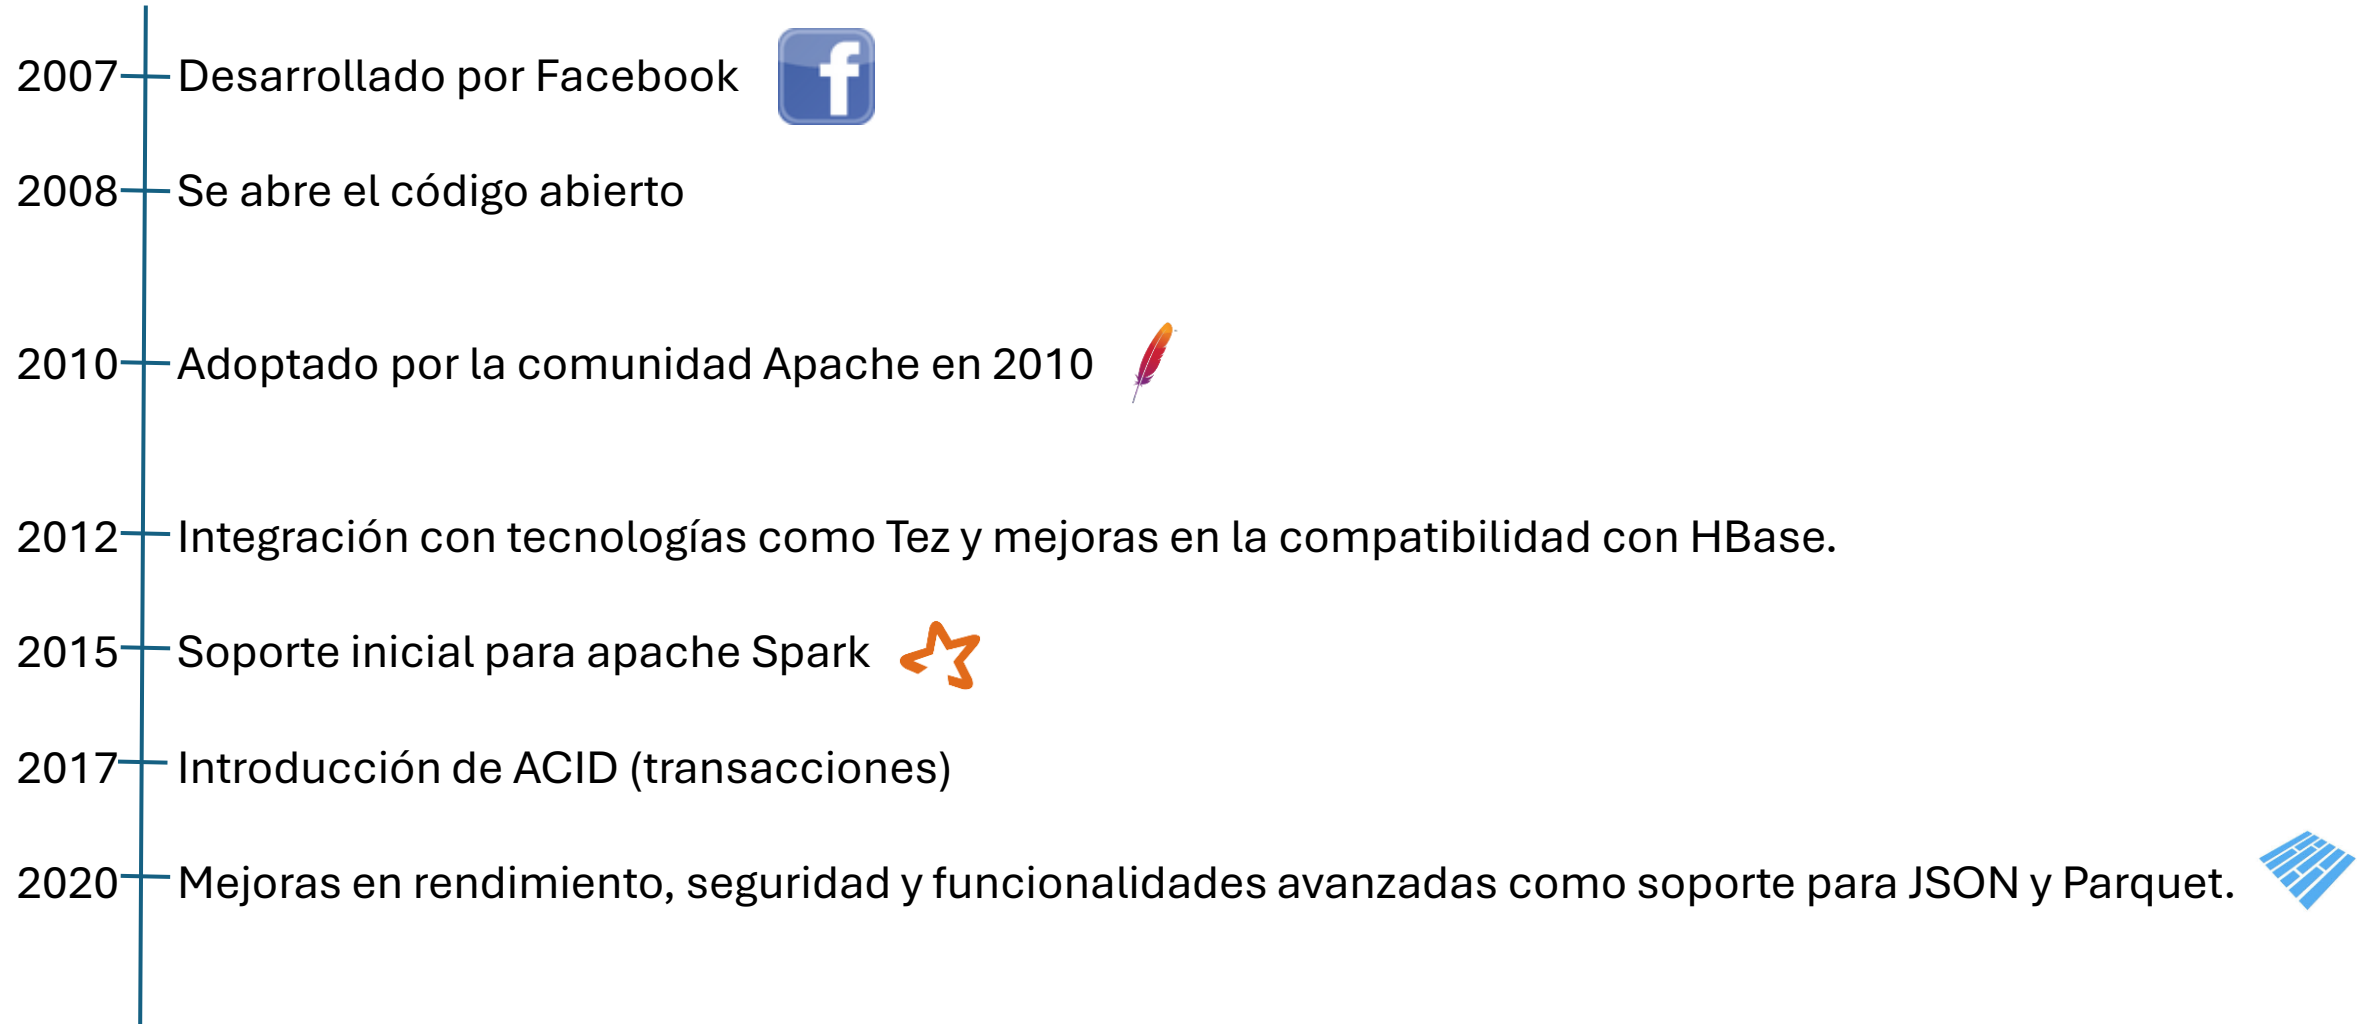 2007 Desarrollado por Facebook
2008 Se abre el código abierto
2010 Adoptado por la comunidad Apache en 2010
2012 Integración con tecnologías como Tez y mejoras en la compatibilidad con HBase.
2015 Soporte inicial para apache Spark
2017 Introducción de ACID (transacciones)
2020 Mejoras en rendimiento, seguridad y funcionalidades avanzadas como soporte para JSON y Parquet.